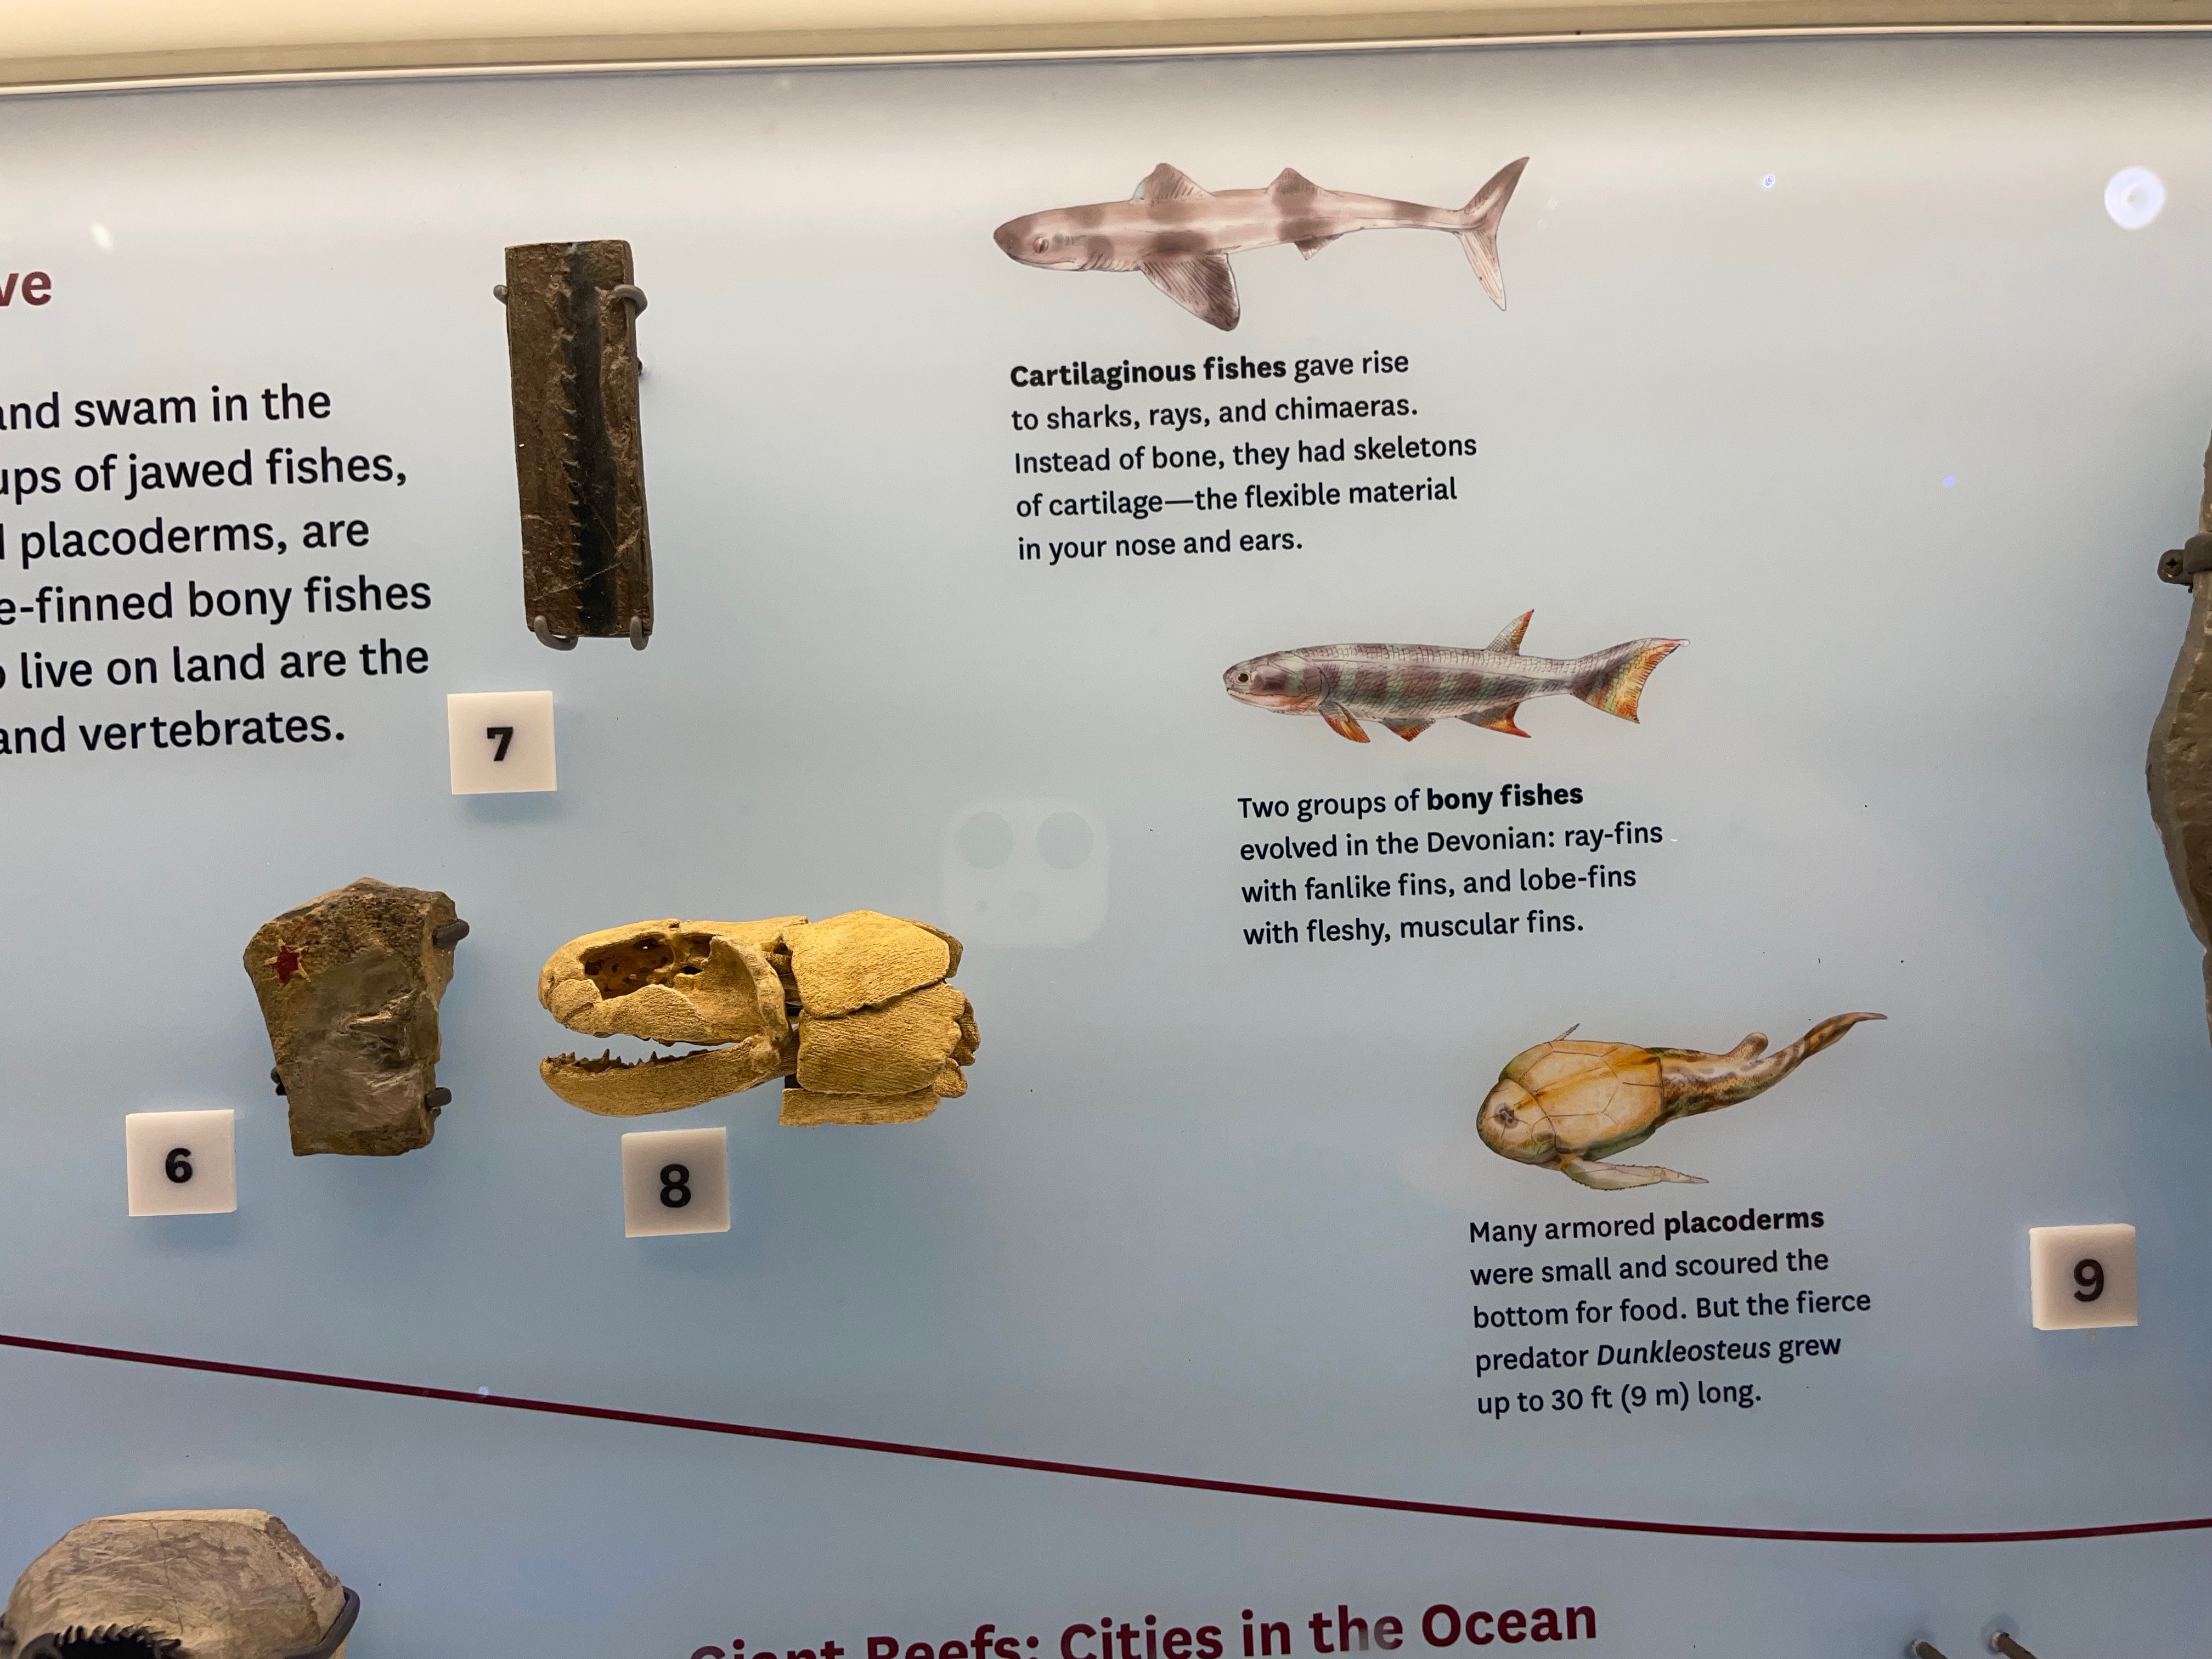 ve
and swam in the
ups of jawed fishes,
placoderms, are
e-finned bony fishes
live on land are the
and vertebrates.
7
Cartilaginous fishes gave rise
to sharks, rays, and chimaeras.
Instead of bone, they had skeletons
of cartilage—the flexible material
in your nose and ears.
Two groups of bony fishes
evolved in the Devonian: ray-fins
with fanlike fins, and lobe-fins
with fleshy, muscular fins.
6
8
Many armored placoderms
were small and scoured the
bottom for food. But the fierce
predator Dunkleosteus grew
up to 30 ft (9 m) long.
9
Giant Reefs: Cities in the Ocean